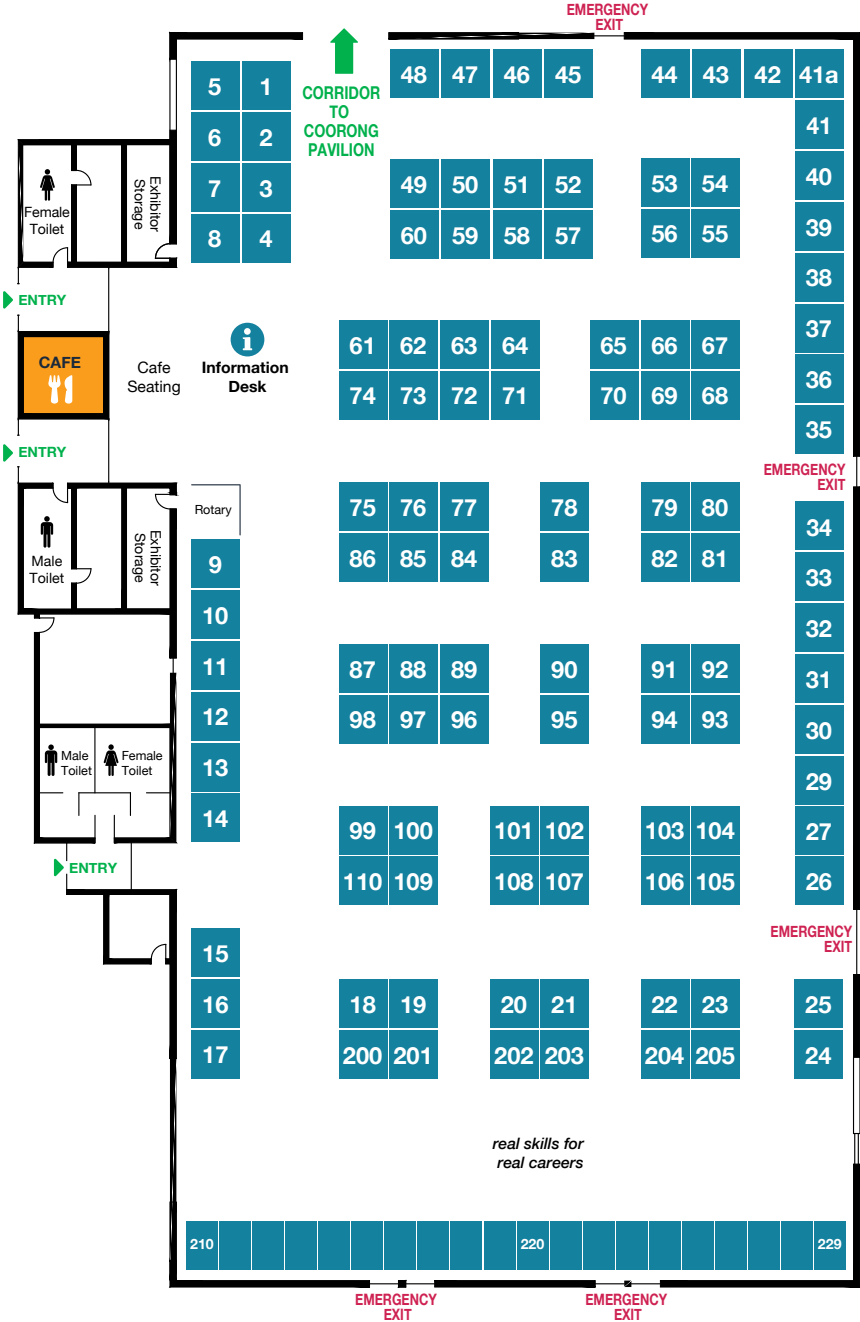 EMERGENCY
EXIT
CORRIDOR
TO
COORONG
PAVILION
48 47 46 45
44 43 42 41a
5 1
6 2
7 3
8 4
41
40
39
38
37
36
35
49 50 51 52
60 59 58 57
53 54
56 55
Female
Toilet
Exhibitor
Storage
ENTRY
CAFE
Cafe
Seating
i
Information
Desk
ENTRY
61 62 63 64
74 73 72 71
65 66 67
70 69 68
EMERGENCY
EXIT
Male
Toilet
Exhibitor
Storage
Rotary
9
10
11
12
13
14
75 76 77
86 85 84
78
83
79 80
82 81
34
33
32
31
30
29
27
26
87 88 89
98 97 96
90
95
91 92
94 93
Male
Toilet
Female
Toilet
ENTRY
99 100
110 109
101 102
108 107
103 104
106 105
EMERGENCY
EXIT
15
16
17
18 19
200 201
20 21
202 203
22 23
204 205
25
24
real skills for
real careers
210 220 229
EMERGENCY
EXIT
EMERGENCY
EXIT